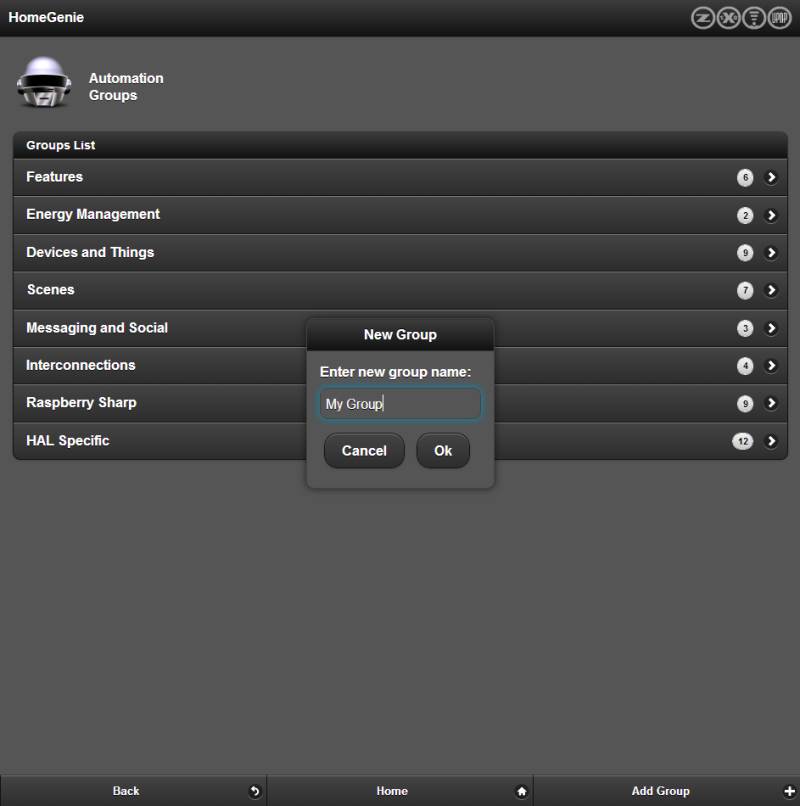 HomeGenie
UPNP
Automation
Groups
Groups List
Features 6
Energy Management 2
Devices and Things 9
Scenes 7
Messaging and Social 3
Interconnections 4
Raspberry Sharp 9
HAL Specific 12
New Group
Enter new group name:
My Group
Cancel Ok
Back Home Add Group